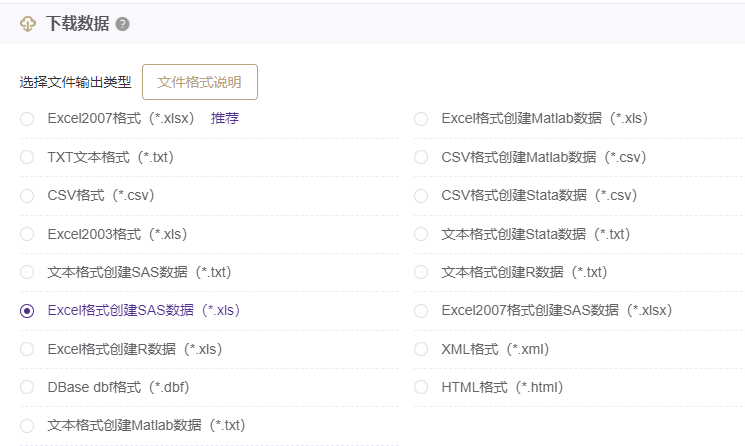 下载数据 ?
选择文件输出类型 文件格式说明
Excel2007格式（*.xlsx） 推荐
Excel格式创建Matlab数据（*.xls）
TXT文本格式（*.txt）
CSV格式创建Matlab数据（*.csv）
CSV格式（*.csv）
CSV格式创建Stata数据（*.csv）
Excel2003格式（*.xls）
文本格式创建Stata数据（*.txt）
文本格式创建SAS数据（*.txt）
文本格式创建R数据（*.txt）
Excel格式创建SAS数据（*.xls）
Excel2007格式创建SAS数据（*.xlsx）
Excel格式创建R数据（*.xls）
XML格式（*.xml）
DBase dbf格式（*.dbf）
HTML格式（*.html）
文本格式创建Matlab数据（*.txt）